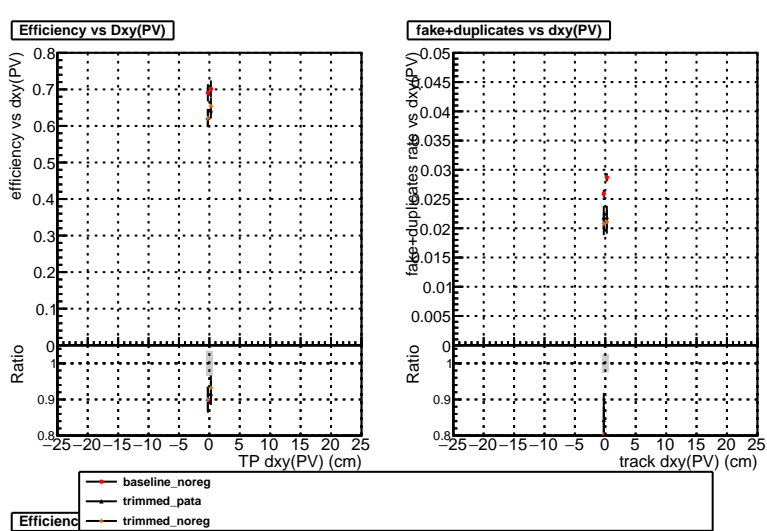 Efficiency vs Dxy(PV)
efficiency vs dxy(PV)
0.8
0.7
0.6
0.5
0.4
0.3
0.2
0.1
0
Ratio
1
0.9
0.8
−25 −20 −15 −10 −5 0 5 10 15 20 25
TP dxy(PV) (cm)
fake+duplicates vs dxy(PV)
fake+duplicates rate vs dxy(PV)
0.05
0.045
0.04
0.035
0.03
0.025
0.02
0.015
0.01
0.005
0
Ratio
1
0.9
0.8
−25 −20 −15 −10 −5 0 5 10 15 20 25
track dxy(PV) (cm)
baseline_noreg
trimmed_pata
trimmed_noreg
Efficienc